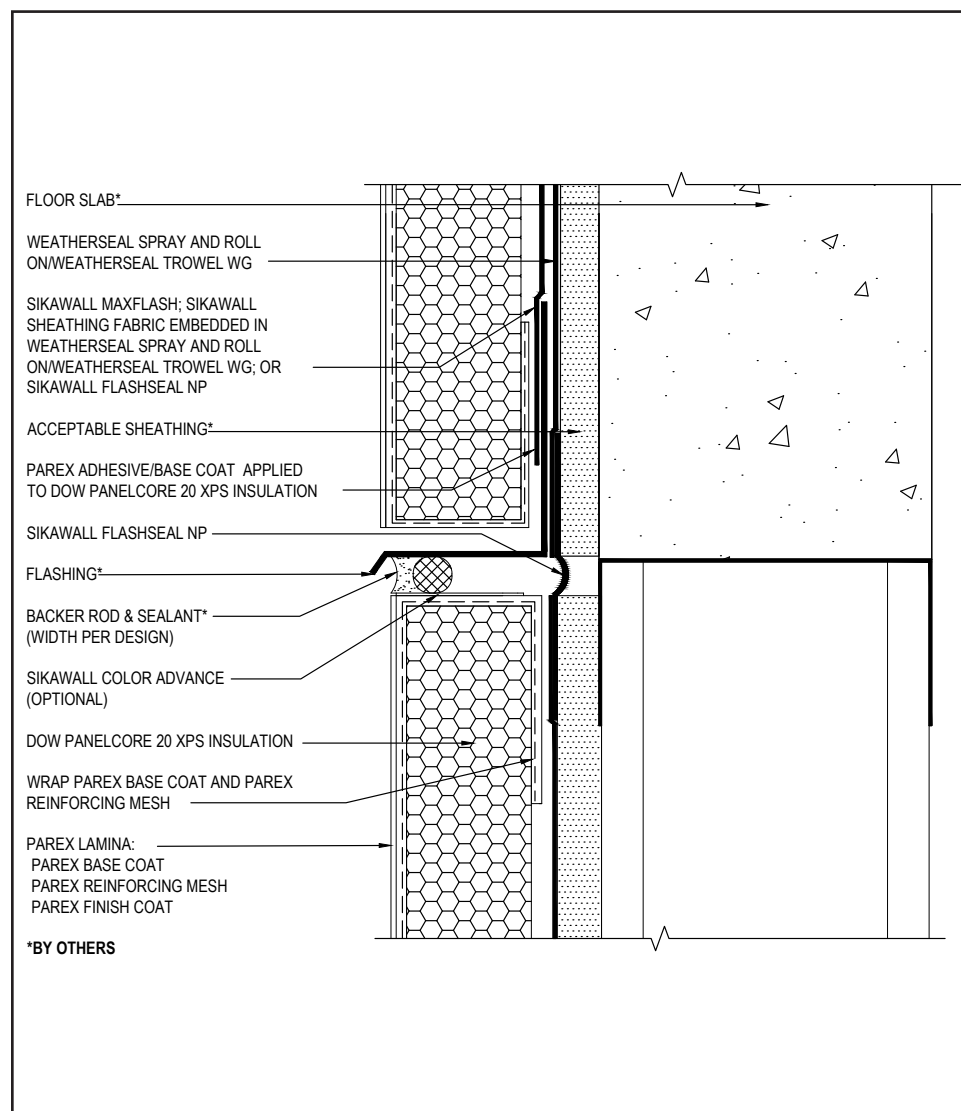 FLOOR SLAB*
WEATHERSEAL SPRAY AND ROLL
ON/WEATHERSEAL TROWEL WG
SIKAWALL MAXFLASH; SIKAWALL
SHEATHING FABRIC EMBEDDED IN
WEATHERSEAL SPRAY AND ROLL
ON/WEATHERSEAL TROWEL WG; OR
SIKAWALL FLASHSEAL NP
ACCEPTABLE SHEATHING*
PAREX ADHESIVE/BASE COAT APPLIED
TO DOW PANELCORE 20 XPS INSULATION
SIKAWALL FLASHSEAL NP
FLASHING*
BACKER ROD & SEALANT*
(WIDTH PER DESIGN)
SIKAWALL COLOR ADVANCE
(OPTIONAL)
DOW PANELCORE 20 XPS INSULATION
WRAP PAREX BASE COAT AND PAREX
REINFORCING MESH
PAREX LAMINA:
PAREX BASE COAT
PAREX REINFORCING MESH
PAREX FINISH COAT
*BY OTHERS